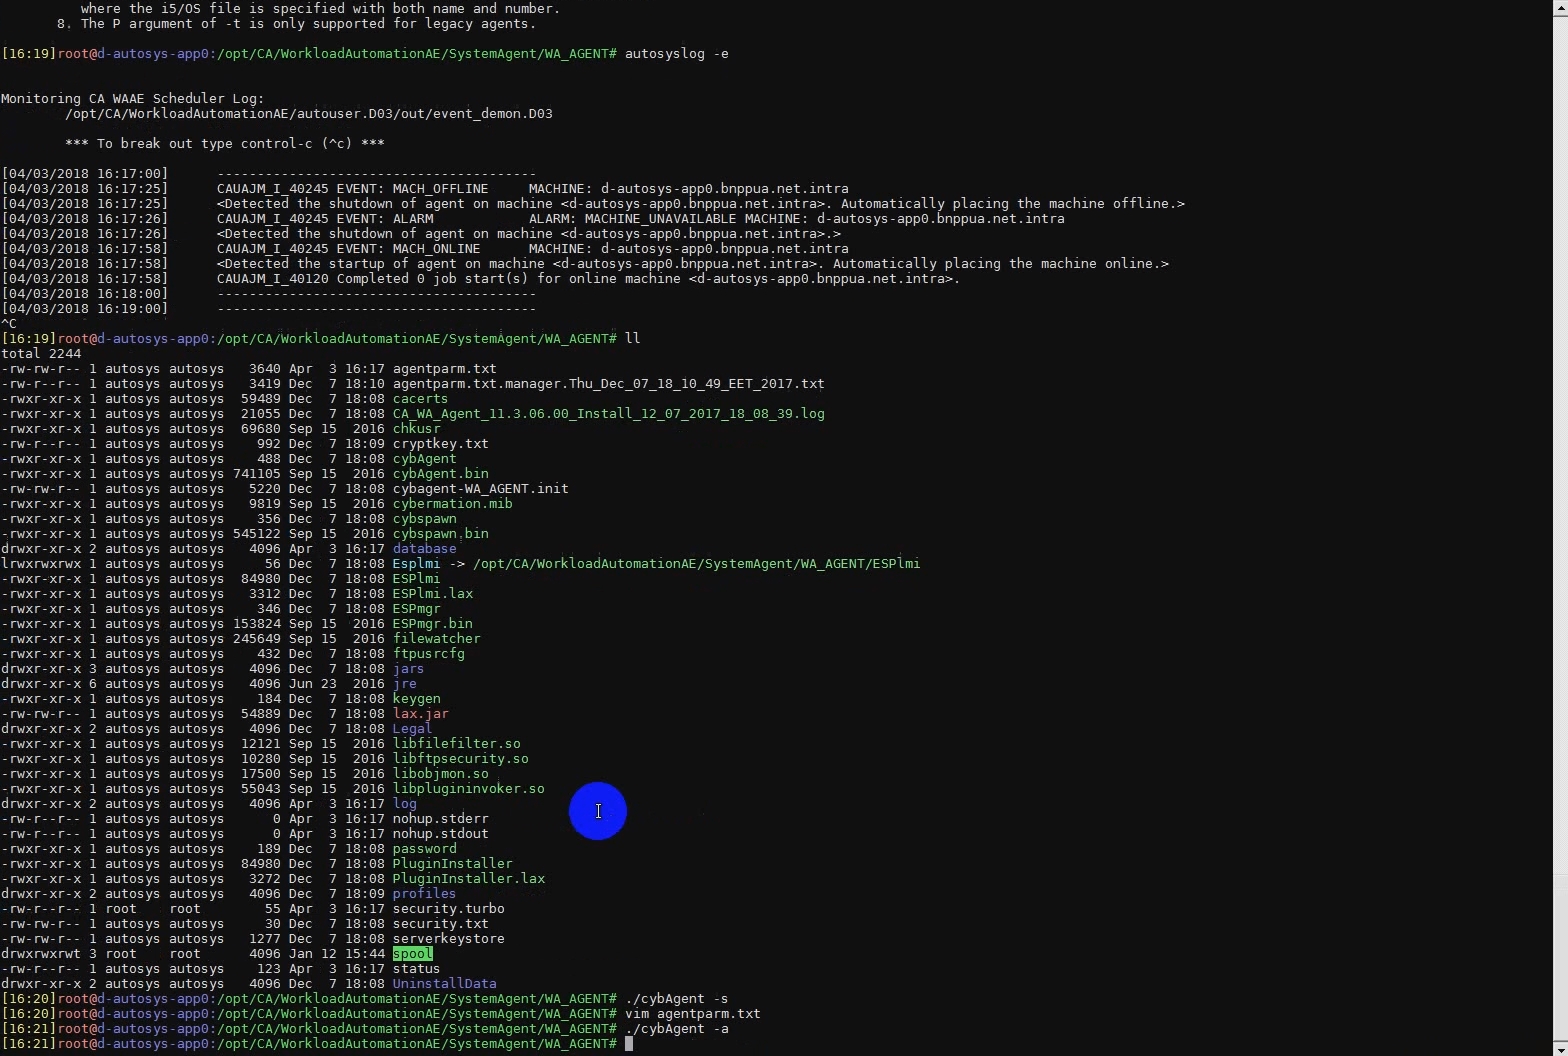 where the i5/OS file is specified with both name and number.
8. The P argument of -t is only supported for legacy agents.
[16:19]root@d-autosys-app0:/opt/CA/WorkloadAutomationAE/SystemAgent/WA_AGENT# autosyslog -e
Monitoring CA WAAE Scheduler Log:
/opt/CA/WorkloadAutomationAE/autouser.D03/out/event_demon.D03
*** To break out type control-c (^c) ***
[04/03/2018 16:17:00] ----------------------------------------
[04/03/2018 16:17:25] CAUAJM_I_40245 EVENT: MACH_OFFLINE MACHINE: d-autosys-app0.bnppua.net.intra
[04/03/2018 16:17:25] <Detected the shutdown of agent on machine <d-autosys-app0.bnppua.net.intra>. Automatically placing the machine offline.>
[04/03/2018 16:17:26] CAUAJM_I_40245 EVENT: ALARM ALARM: MACHINE_UNAVAILABLE MACHINE: d-autosys-app0.bnppua.net.intra
[04/03/2018 16:17:26] <Detected the shutdown of agent on machine <d-autosys-app0.bnppua.net.intra>.>
[04/03/2018 16:17:58] CAUAJM_I_40245 EVENT: MACH_ONLINE MACHINE: d-autosys-app0.bnppua.net.intra
[04/03/2018 16:17:58] <Detected the startup of agent on machine <d-autosys-app0.bnppua.net.intra>. Automatically placing the machine online.>
[04/03/2018 16:17:58] CAUAJM_I_40120 Completed 0 job start(s) for online machine <d-autosys-app0.bnppua.net.intra>.
[04/03/2018 16:18:00] ----------------------------------------
[04/03/2018 16:19:00] ----------------------------------------
^C
[16:19]root@d-autosys-app0:/opt/CA/WorkloadAutomationAE/SystemAgent/WA_AGENT# ll
total 2244
-rw-rw-r-- 1 autosys autosys 3640 Apr 3 16:17 agentparm.txt
-rw-r--r-- 1 autosys autosys 3419 Dec 7 18:10 agentparm.txt.manager.Thu_Dec_07_18_10_49_EET_2017.txt
-rwxr-xr-x 1 autosys autosys 59489 Dec 7 18:08 cacerts
-rwxr-xr-x 1 autosys autosys 21055 Dec 7 18:08 CA_WA_Agent_11.3.06.00_Install_12_07_2017_18_08_39.log
-rwxr-xr-x 1 autosys autosys 69680 Sep 15 2016 chkusr
-rw-r--r-- 1 autosys autosys 992 Dec 7 18:09 cryptkey.txt
-rwxr-xr-x 1 autosys autosys 488 Dec 7 18:08 cybAgent
-rwxr-xr-x 1 autosys autosys 741105 Sep 15 2016 cybAgent.bin
-rw-rw-r-- 1 autosys autosys 5220 Dec 7 18:08 cybagent-WA_AGENT.init
-rwxr-xr-x 1 autosys autosys 9819 Sep 15 2016 cybermation.mib
-rwxr-xr-x 1 autosys autosys 356 Dec 7 18:08 cybspawn
-rwxr-xr-x 1 autosys autosys 545122 Sep 15 2016 cybspawn.bin
drwxr-xr-x 2 autosys autosys 4096 Apr 3 16:17 database
lrwxrwxrwx 1 autosys autosys 56 Dec 7 18:08 Esplmi -> /opt/CA/WorkloadAutomationAE/SystemAgent/WA_AGENT/ESPlmi
-rwxr-xr-x 1 autosys autosys 84980 Dec 7 18:08 ESPlmi
-rwxr-xr-x 1 autosys autosys 3312 Dec 7 18:08 ESPlmi.lax
-rwxr-xr-x 1 autosys autosys 346 Dec 7 18:08 ESPmgr
-rwxr-xr-x 1 autosys autosys 153824 Sep 15 2016 ESPmgr.bin
-rwxr-xr-x 1 autosys autosys 245649 Sep 15 2016 filewatcher
-rwxr-xr-x 1 autosys autosys 432 Dec 7 18:08 ftpusrcfg
drwxr-xr-x 3 autosys autosys 4096 Dec 7 18:08 jars
drwxr-xr-x 6 autosys autosys 4096 Jun 23 2016 jre
-rwxr-xr-x 1 autosys autosys 184 Dec 7 18:08 keygen
-rw-rw-r-- 1 autosys autosys 54889 Dec 7 18:08 lax.jar
drwxr-xr-x 2 autosys autosys 4096 Dec 7 18:08 Legal
-rwxr-xr-x 1 autosys autosys 12121 Sep 15 2016 libfilefilter.so
-rwxr-xr-x 1 autosys autosys 10280 Sep 15 2016 libftpsecurity.so
-rwxr-xr-x 1 autosys autosys 17500 Sep 15 2016 libobjmon.so
-rwxr-xr-x 1 autosys autosys 55043 Sep 15 2016 libplugininvoker.so
drwxr-xr-x 2 autosys autosys 4096 Apr 3 16:17 log
-rw-r--r-- 1 autosys autosys 0 Apr 3 16:17 nohup.stderr
-rw-r--r-- 1 autosys autosys 0 Apr 3 16:17 nohup.stdout
-rwxr-xr-x 1 autosys autosys 189 Dec 7 18:08 password
-rwxr-xr-x 1 autosys autosys 84980 Dec 7 18:08 PluginInstaller
-rwxr-xr-x 1 autosys autosys 3272 Dec 7 18:08 PluginInstaller.lax
drwxr-xr-x 2 autosys autosys 4096 Dec 7 18:09 profiles
-rw-r--r-- 1 root root 55 Apr 3 16:17 security.turbo
-rw-rw-r-- 1 autosys autosys 30 Dec 7 18:08 security.txt
-rw-rw-r-- 1 autosys autosys 1277 Dec 7 18:08 serverkeystore
drwxrwxrwt 3 root root 4096 Jan 12 15:44 spool
-rw-r--r-- 1 autosys autosys 123 Apr 3 16:17 status
drwxr-xr-x 2 autosys autosys 4096 Dec 7 18:08 UninstallData
[16:20]root@d-autosys-app0:/opt/CA/WorkloadAutomationAE/SystemAgent/WA_AGENT# ./cybAgent -s
[16:20]root@d-autosys-app0:/opt/CA/WorkloadAutomationAE/SystemAgent/WA_AGENT# vim agentparm.txt
[16:21]root@d-autosys-app0:/opt/CA/WorkloadAutomationAE/SystemAgent/WA_AGENT# ./cybAgent -a
[16:21]root@d-autosys-app0:/opt/CA/WorkloadAutomationAE/SystemAgent/WA_AGENT#